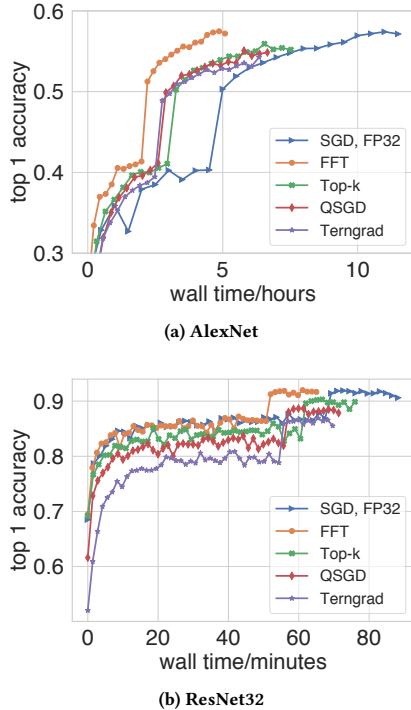 0.6
0.5
0.4
0.3
top 1 accuracy
SGD, FP32
FFT
Top-k
QSGD
Terngrad
0 5 10
wall time/hours
(a) AlexNet
0.9
0.8
0.7
0.6
top 1 accuracy
SGD, FP32
FFT
Top-k
QSGD
Terngrad
0 20 40 60 80
wall time/minutes
(b) ResNet32